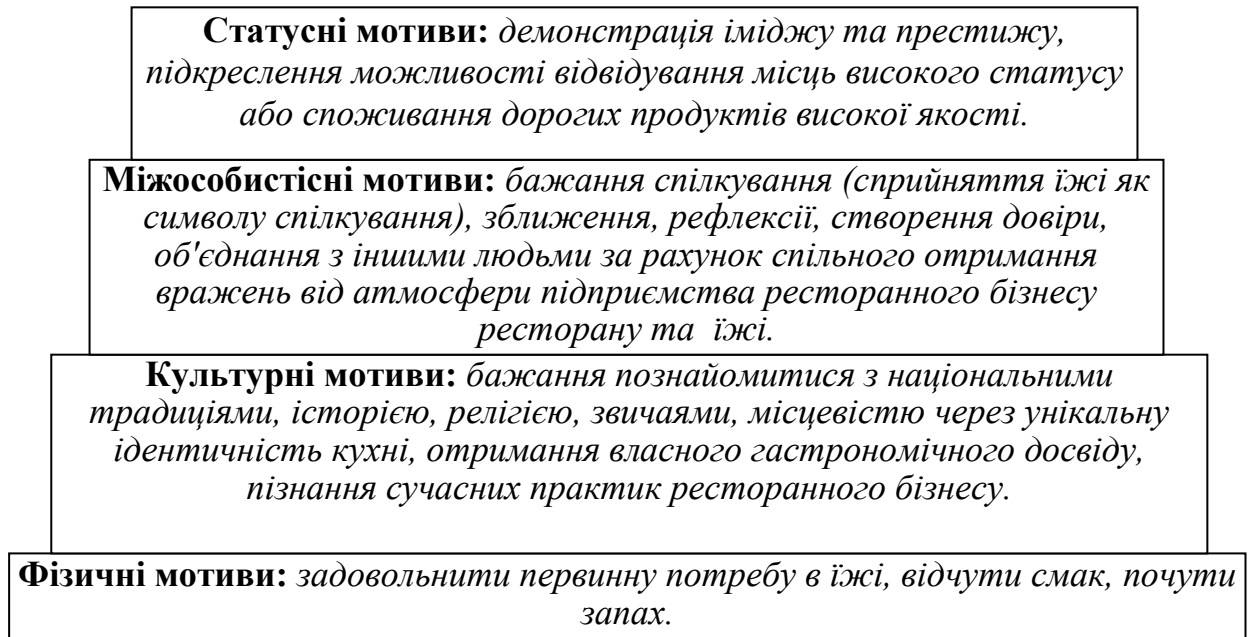 Статусні мотиви: демонстрація іміджу та престижу,
підкреслення можливості відвідування місць високого статусу
або споживання дорогих продуктів високої якості.
Міжособистісні мотиви: бажання спілкування (сприйняття їжі як
символу спілкування), зближення, рефлексії, створення довіри,
об'єднання з іншими людьми за рахунок спільного отримання
вражень від атмосфери підприємства ресторанного бізнесу
ресторану та їжі.
Культурні мотиви: бажання познайомитися з національними
традиціями, історією, релігією, звичаями, місцевістю через унікальну
ідентичність кухні, отримання власного гастрономічного досвіду,
пізнання сучасних практик ресторанного бізнесу.
Фізичні мотиви: задовольнити первинну потребу в їжі, відчути смак, почути
запах.